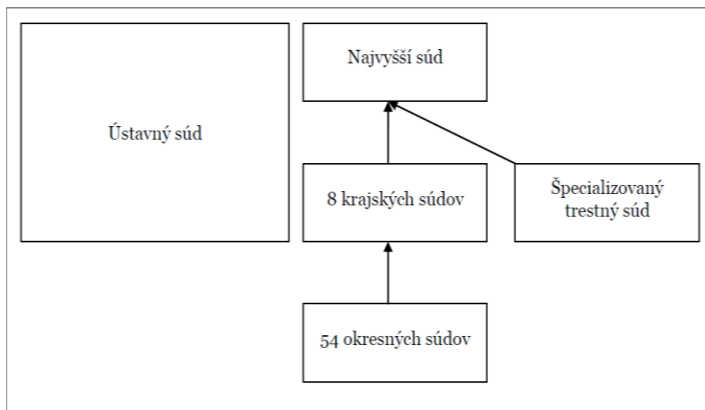 Najvyšší súd
Ústavný súd
8 krajských súdov
Špecializovaný
trestný súd
54 okresných súdov